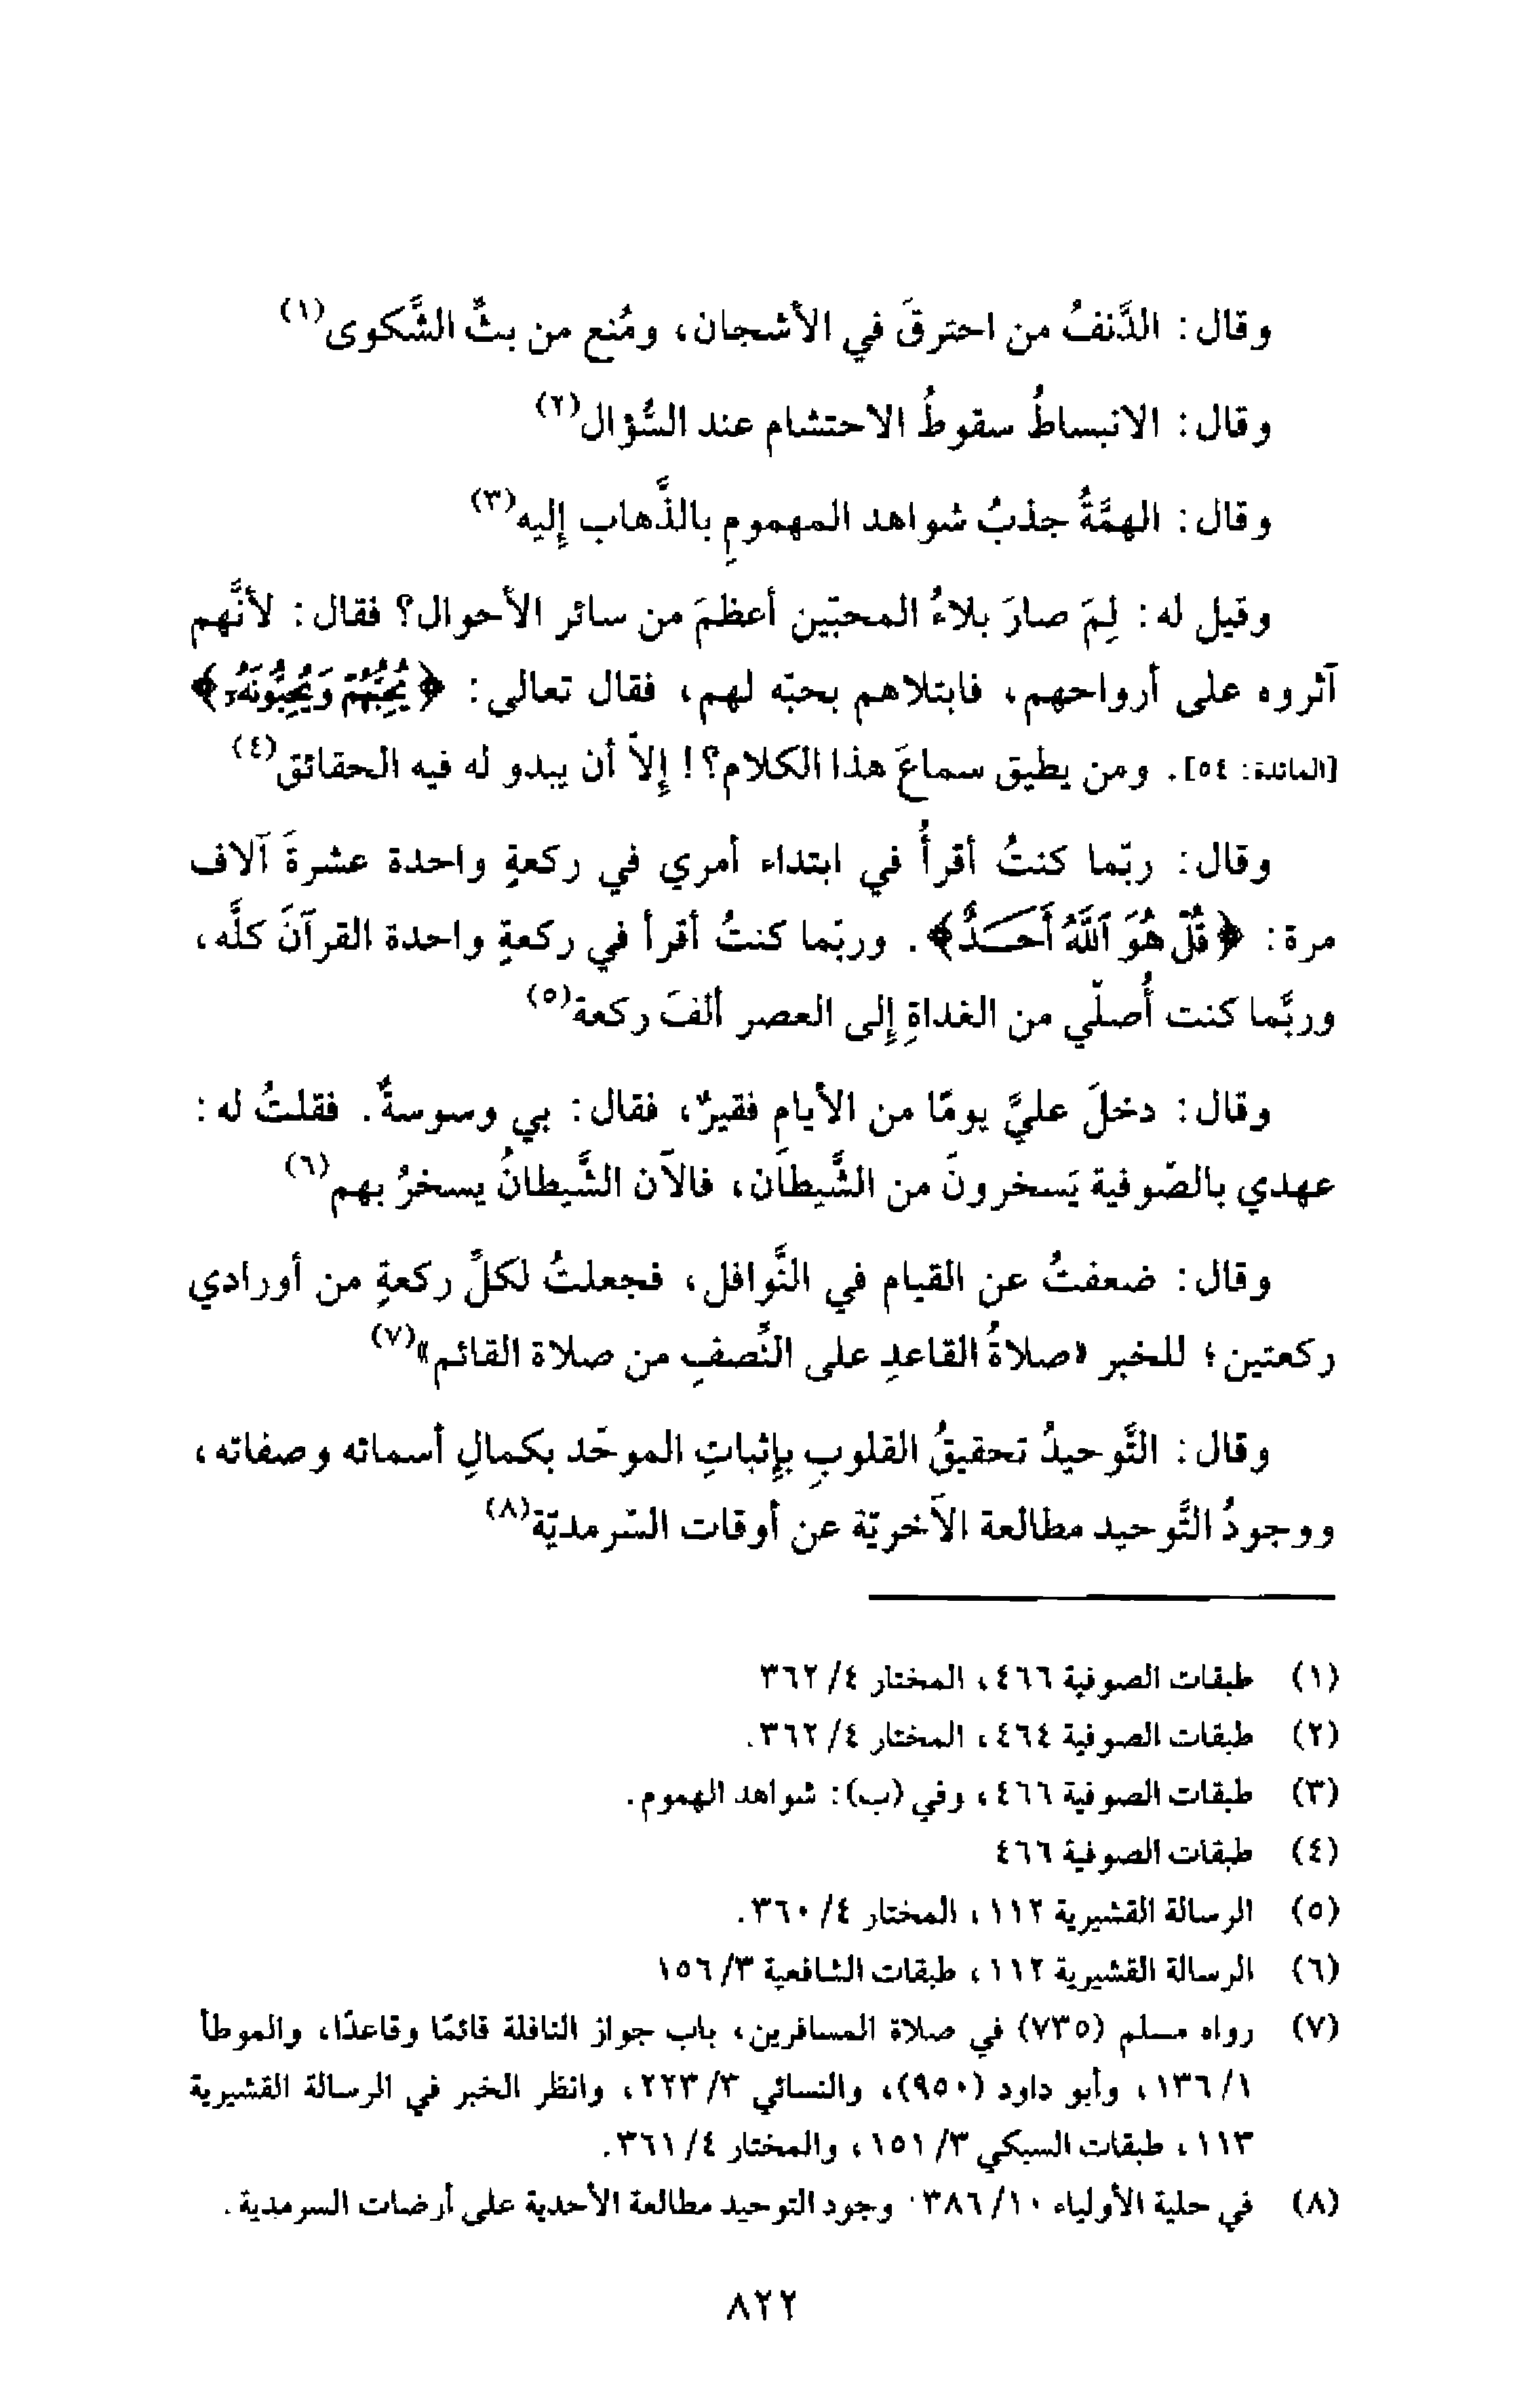 وقال: الدَّنفُ من احترقَ في الأشجان، ومُنع من بثِّ الشَّكوى(١)
وقال: الانبساطُ سقوطُ الاحتشام عند السُّؤال(٢)
وقال: الهمَّةُ جذبُ شواهد المهمومِ بالذَّهاب إليه(٣)
وقيل له: لِمَ صارَ بلاءُ المحبّين أعظمَ من سائر الأحوال؟ فقال: لأنَّهم
آثروه على أرواحهم، فابتلاهم بحبّه لهم، فقال تعالى: ﴿يُحِبُّهُمْ وَيُحِبُّونَهُۥ﴾
[المائدة: ٥٤]. ومن يطيق سماعَ هذا الكلام؟! إلاّ أن يبدو له فيه الحقائق(٤)
وقال: ربّما كنتُ أقرأُ في ابتداء أمري في ركعةٍ واحدة عشرةَ آلاف
مرة: ﴿قُلْ هُوَ ٱللَّهُ أَحَـــدٌ﴾. وربّما كنتُ أقرأ في ركعةٍ واحدة القرآنَ كلَّه،
وربَّما كنت أُصلّي من الغداةِ إلى العصر ألفَ ركعة(٥)
وقال: دخلَ عليَّ يومًا من الأيام فقيرٌ، فقال: بي وسوسةٌ. فقلتُ له:
عهدي بالصّوفية يَسخرونَ من الشَّيطان، فالآن الشَّيطانُ يسخرُ بهم(٦)
وقال: ضعفتُ عن القيام في النَّوافل، فجعلتُ لكلِّ ركعةٍ من أورادي
ركعتين؛ للخبر «صلاةُ القاعدِ على النِّصفِ من صلاة القائم»(٧)
وقال: التَّوحيدُ تحقيقُ القلوبِ بإثباتِ الموحّد بكمالِ أسمائه وصفاته،
ووجودُ التَّوحيد مطالعة الآخريّة عن أوقات السّرمديّة(٨)
(١) طبقات الصوفية ٤٦٦، المختار ٤/ ٣٦٢
(٢) طبقات الصوفية ٤٦٤، المختار ٤/ ٣٦٢.
(٣) طبقات الصوفية ٤٦٦، وفي (ب): شواهد الهموم.
(٤) طبقات الصوفية ٤٦٦
(٥) الرسالة القشيرية ١١٢، المختار ٤/ ٣٦٠.
(٦) الرسالة القشيرية ١١٢، طبقات الشافعية ٣/ ١٥٦
(٧) رواه مسلم (٧٣٥) في صلاة المسافرين، باب جواز النافلة قائمًا وقاعدًا، والموطأ
١/ ١٣٦، وأبو داود (٩٥٠)، والنسائي ٣/ ٢٢٣، وانظر الخبر في الرسالة القشيرية
١١٣، طبقات السبكي ٣/ ١٥١، والمختار ٤/ ٣٦١.
(٨) في حلية الأولياء ١٠/ ٣٨٦. وجود التوحيد مطالعة الأحدية على أرضات السرمدية.
٨٢٢